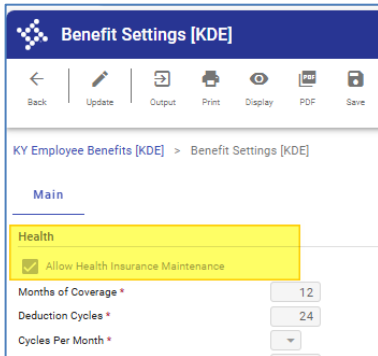 Benefit Settings [KDE]
Back Update Output Print Display PDF Save
KY Employee Benefits [KDE] > Benefit Settings [KDE]
Main
Health
Allow Health Insurance Maintenance
Months of Coverage * 12
Deduction Cycles * 24
Cycles Per Month *